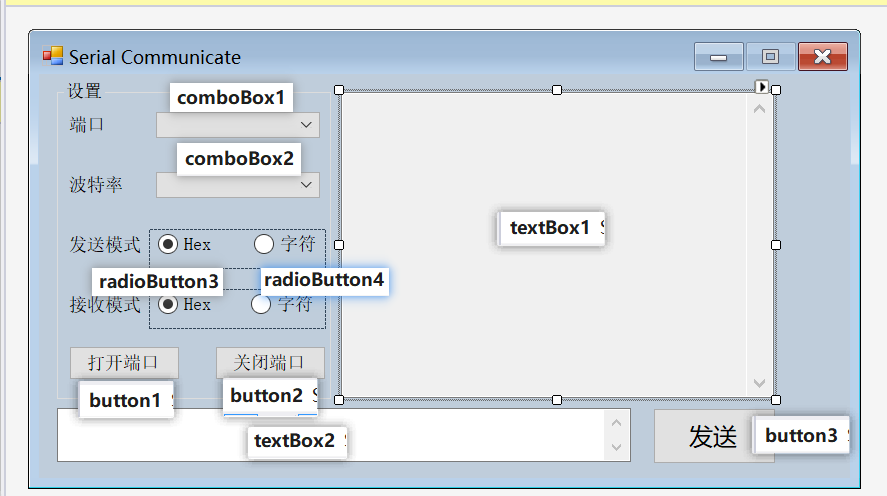 Serial Communicate
设置
comboBox1
端口
comboBox2
波特率
发送模式 Hex 字符
radioButton3 radioButton4
接收模式 Hex 字符
textBox1 S
打开端口 关闭端口
button1 button2 S
textBox2
发送 button3